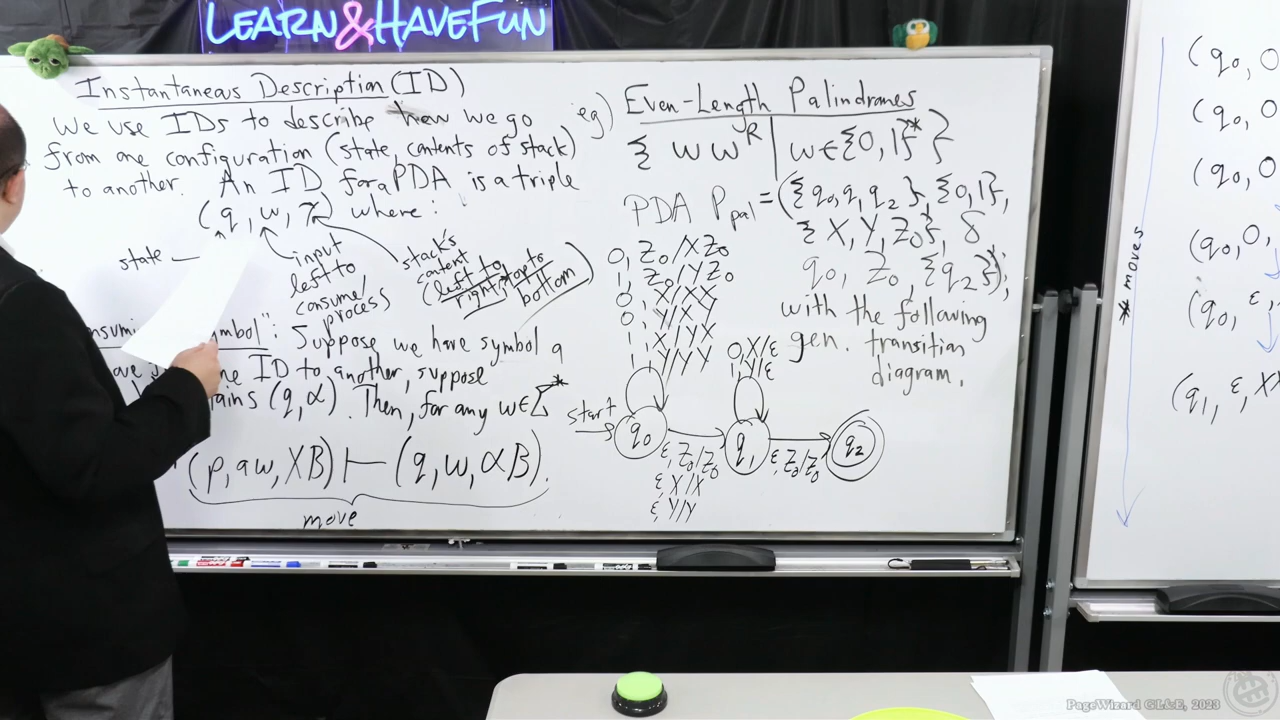 LEARN&HAVEFUN
Instantaneous Description (ID)
We use IDs to describe how we go
from one configuration (state, contents of stack)
to another. An ID for a PDA is a triple
(q, w, γ) where:
state
input
left to
consume/
process
stack's
content
(left to
right, top to
bottom)
symbol": Suppose we have symbol a
ID to another, suppose
(q, α). Then, for any w∈Σ*
(p, aw, XB) ⊢ (q, w, αB).
move
eg) Even-Length Palindromes
{ w w^R | w∈{0,1}* }
PDA P_pal = ({q0, q1, q2}, {0,1},
{X, Y, Z0}, δ
q0, Z0, {q2});
with the following
gen. transition
diagram.
0, Z0/XZ0
1, Z0/YZ0
0, X/XX
0, Y/XY
1, X/YX
1, Y/YY
0, X/ε
1, Y/ε
start
q0
q1
q2
ε, Z0/Z0
ε, X/X
ε, Y/Y
ε, Z0/Z0
* moves
(q0, 0
(q0, 0
(q0, 0
(q0, 0,
(q0, ε,
(q1, ε, X
PageWizard GL&E, 2023